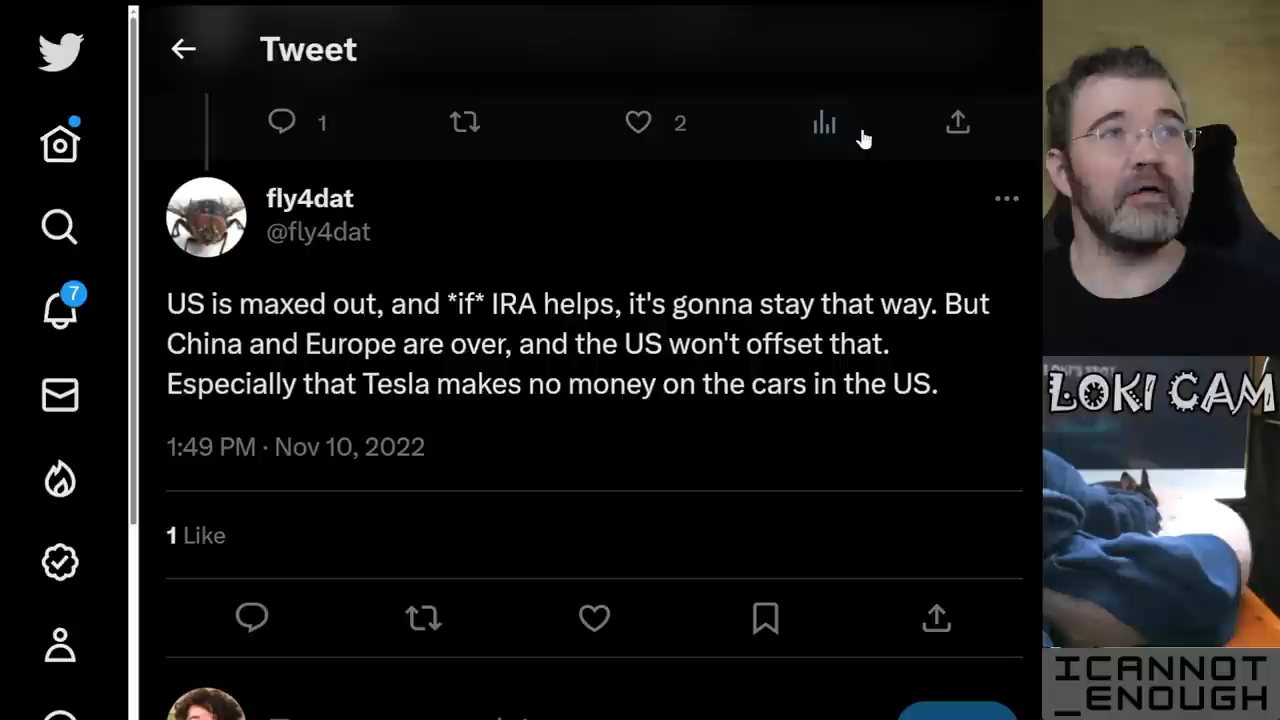 Tweet
1
2
fly4dat
@fly4dat
US is maxed out, and *if* IRA helps, it's gonna stay that way. But
China and Europe are over, and the US won't offset that.
Especially that Tesla makes no money on the cars in the US.
1:49 PM · Nov 10, 2022
1 Like
7
LOKI CAM
ICANNOT
_ENOUGH